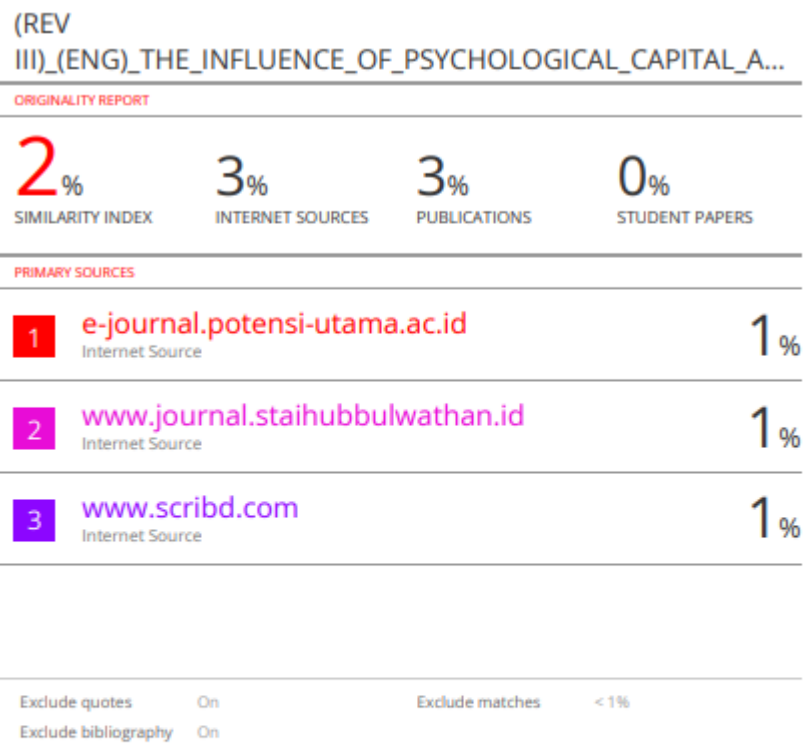 (REV
III)_(ENG)_THE_INFLUENCE_OF_PSYCHOLOGICAL_CAPITAL_A...
ORIGINALITY REPORT
2% 3% 3% 0%
SIMILARITY INDEX INTERNET SOURCES PUBLICATIONS STUDENT PAPERS
PRIMARY SOURCES
1 e-journal.potensi-utama.ac.id 1%
Internet Source
2 www.journal.staihubbulwathan.id 1%
Internet Source
3 www.scribd.com 1%
Internet Source
Exclude quotes On Exclude matches < 1%
Exclude bibliography On